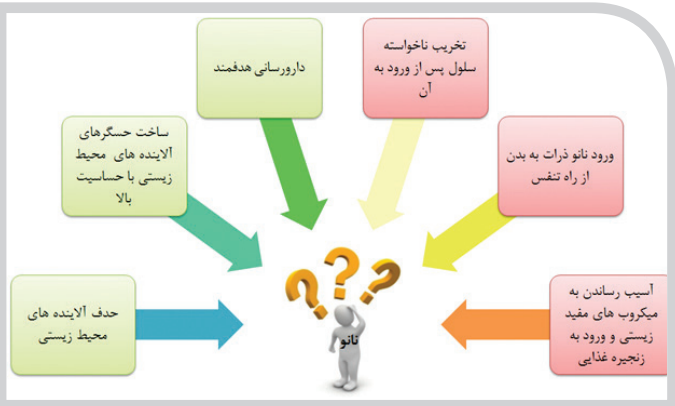 تخریب ناخواسته
سلول پس از ورود به
آن
دارورسانی هدفمند
ورود نانو ذرات به بدن
از راه تنفس
ساخت حسگرهای
آلاینده های محیط
زیستی با حساسیت
بالا
آسیب رساندن به
میکروب های مفید
زیستی و ورود به
زنجیره غذایی
حذف آلاینده های
محیط زیستی
???
نانو